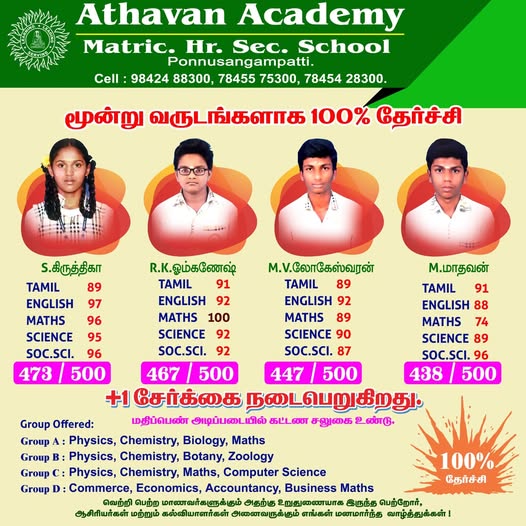 Athavan Academy
Matric. Hr. Sec. School
Ponnusangampatti.
Cell : 98424 88300, 78455 75300, 78454 28300.
மூன்று வருடங்களாக 100% தேர்ச்சி
S.கிருத்திகா
TAMIL 89
ENGLISH 97
MATHS 96
SCIENCE 95
SOC.SCI. 96
473 / 500
R.K.ஓம்கணேஷ்
TAMIL 91
ENGLISH 92
MATHS 100
SCIENCE 92
SOC.SCI. 92
467 / 500
M.V.லோகேஸ்வரன்
TAMIL 89
ENGLISH 92
MATHS 89
SCIENCE 90
SOC.SCI. 87
447 / 500
M.மாதவன்
TAMIL 91
ENGLISH 88
MATHS 74
SCIENCE 89
SOC.SCI. 96
438 / 500
+1 சேர்க்கை நடைபெறுகிறது.
மதிப்பெண் அடிப்படையில் கட்டண சலுகை உண்டு.
Group Offered:
Group A : Physics, Chemistry, Biology, Maths
Group B : Physics, Chemistry, Botany, Zoology
Group C : Physics, Chemistry, Maths, Computer Science
Group D : Commerce, Economics, Accountancy, Business Maths
100%
தேர்ச்சி
வெற்றி பெற்ற மாணவர்களுக்கும் அதற்கு உறுதுணையாக இருந்த பெற்றோர்,
ஆசிரியர்கள் மற்றும் கல்வியாளர்கள் அனைவருக்கும் எங்கள் மனமார்ந்த வாழ்த்துக்கள் !